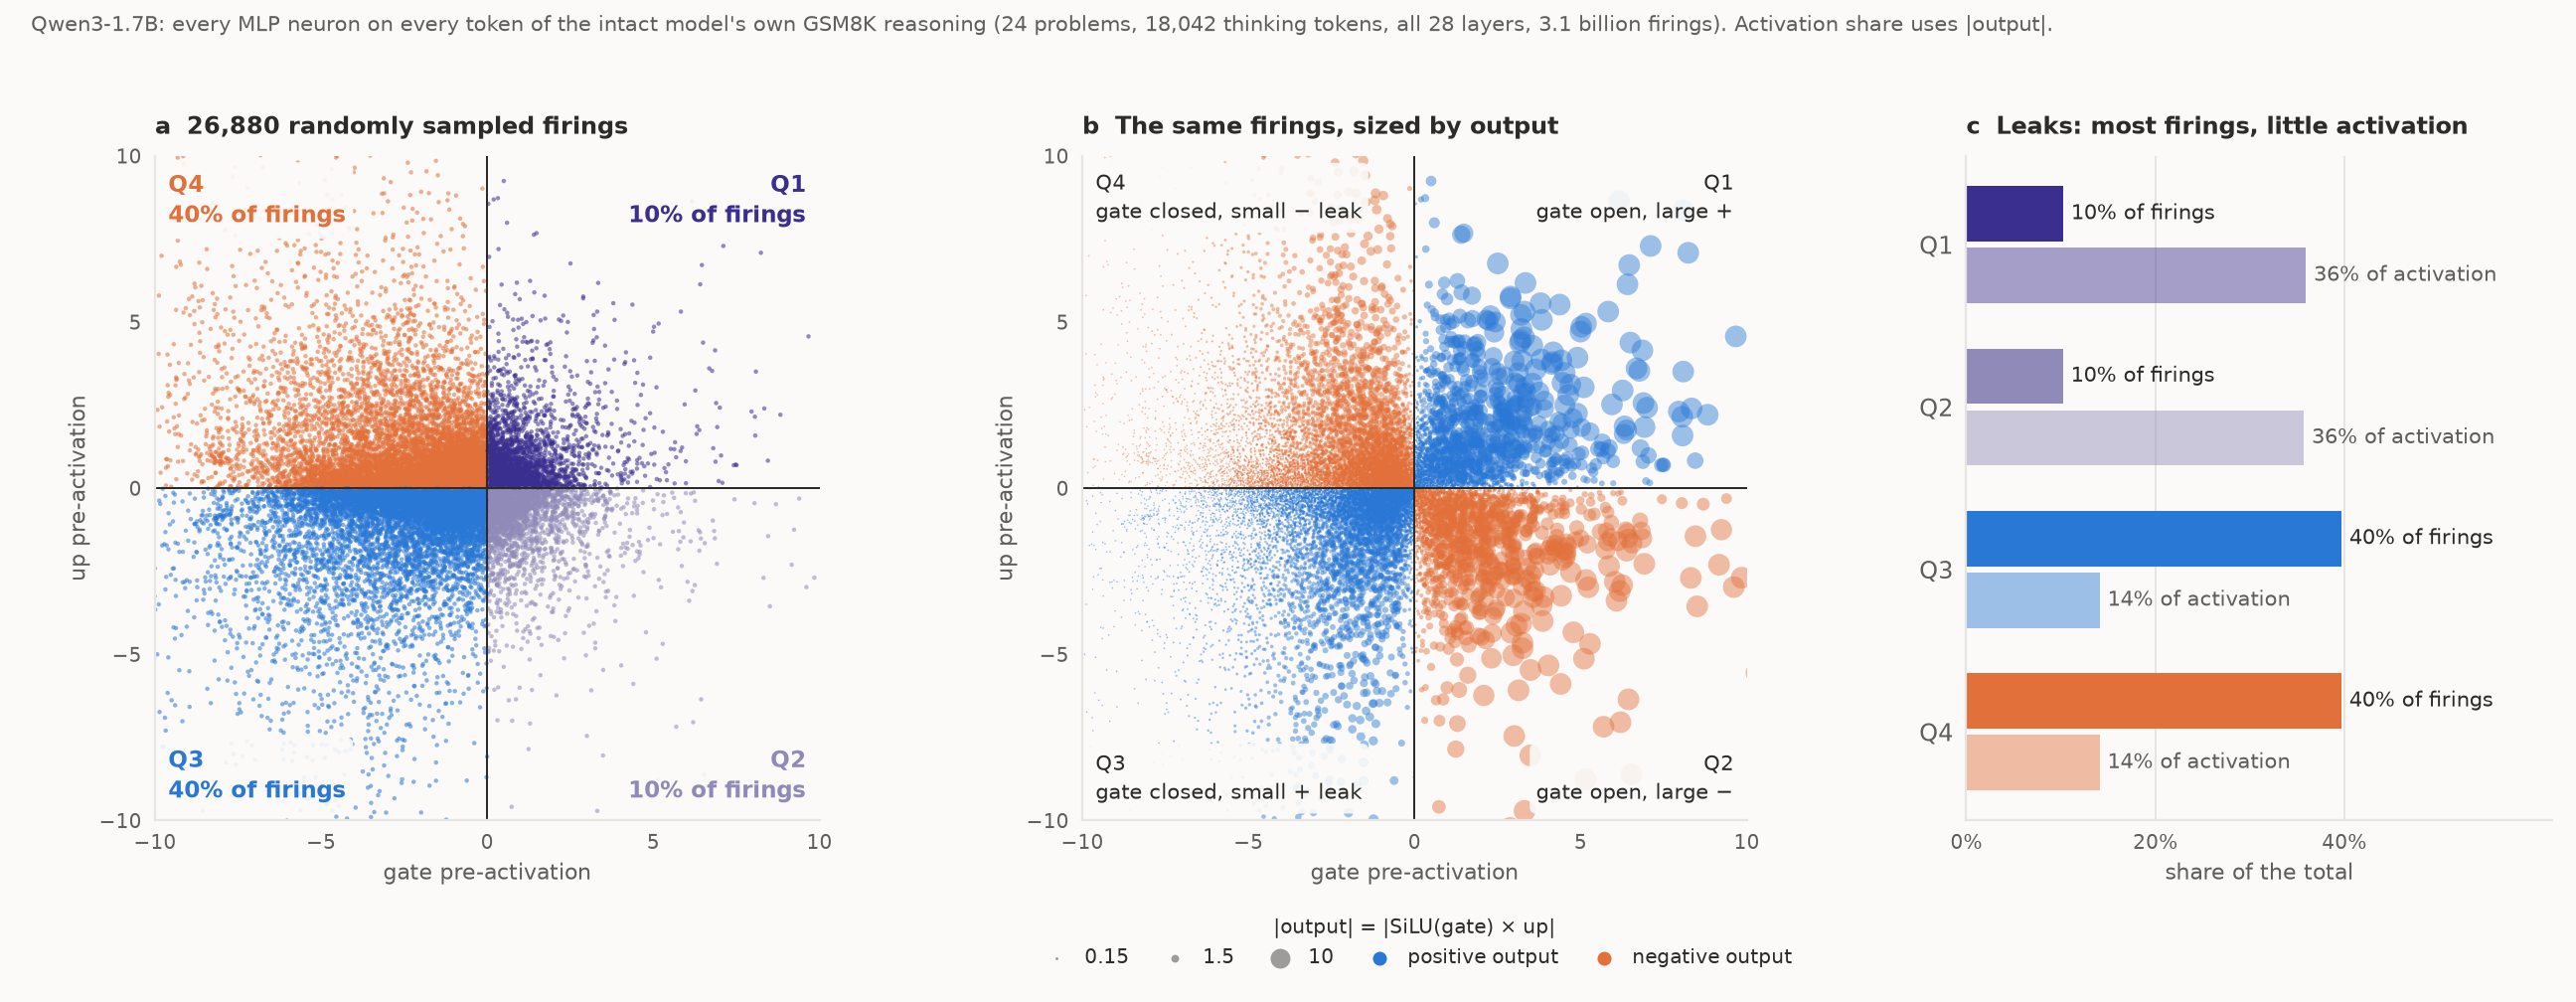 Qwen3-1.7B: every MLP neuron on every token of the intact model's own GSM8K reasoning (24 problems, 18,042 thinking tokens, all 28 layers, 3.1 billion firings). Activation share uses |output|.
a 26,880 randomly sampled firings
10
5
0
−5
−10
up pre-activation
Q4
40% of firings
Q1
10% of firings
Q3
40% of firings
Q2
10% of firings
−10
−5
0
5
10
gate pre-activation
b The same firings, sized by output
10
5
0
−5
−10
up pre-activation
Q4
gate closed, small − leak
Q1
gate open, large +
Q3
gate closed, small + leak
Q2
gate open, large −
−10
−5
0
5
10
gate pre-activation
|output| = |SiLU(gate) × up|
0.15
1.5
10
positive output
negative output
c Leaks: most firings, little activation
Q1
10% of firings
36% of activation
Q2
10% of firings
36% of activation
Q3
40% of firings
14% of activation
Q4
40% of firings
14% of activation
0%
20%
40%
share of the total